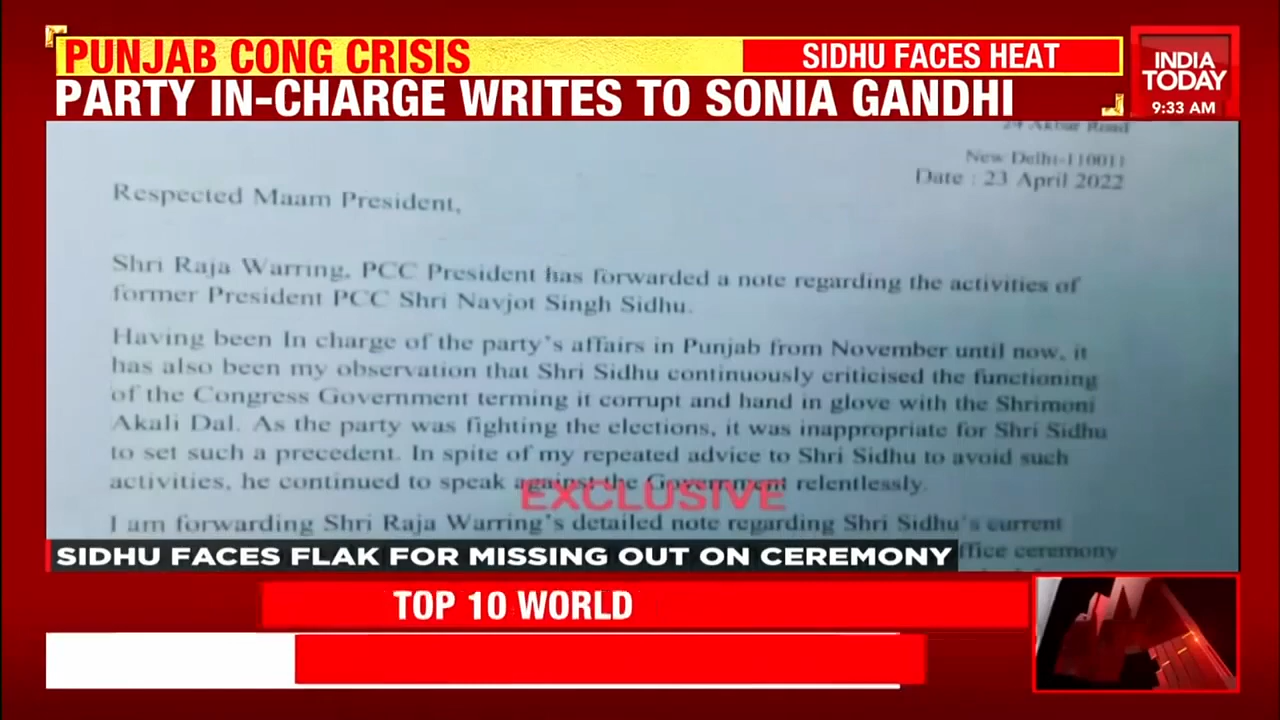 PUNJAB CONG CRISIS
SIDHU FACES HEAT
INDIA
TODAY
9:33 AM
PARTY IN-CHARGE WRITES TO SONIA GANDHI
24 Akbar Road
New Delhi-110011
Date : 23 April 2022
Respected Maam President,
Shri Raja Warring, PCC President has forwarded a note regarding the activities of
former President PCC Shri Navjot Singh Sidhu.
Having been In charge of the party's affairs in Punjab from November until now, it
has also been my observation that Shri Sidhu continuously criticised the functioning
of the Congress Government terming it corrupt and hand in glove with the Shrimoni
Akali Dal. As the party was fighting the elections, it was inappropriate for Shri Sidhu
to set such a precedent. In spite of my repeated advice to Shri Sidhu to avoid such
activities, he continued to speak against the Government relentlessly.
EXCLUSIVE
I am forwarding Shri Raja Warring's detailed note regarding Shri Sidhu's current
ffice ceremony
SIDHU FACES FLAK FOR MISSING OUT ON CEREMONY
TOP 10 WORLD